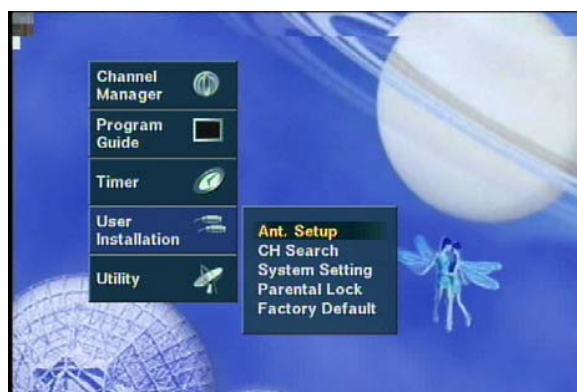 Channel
Manager
Program
Guide
Timer
User
Installation
Utility
Ant. Setup
CH Search
System Setting
Parental Lock
Factory Default